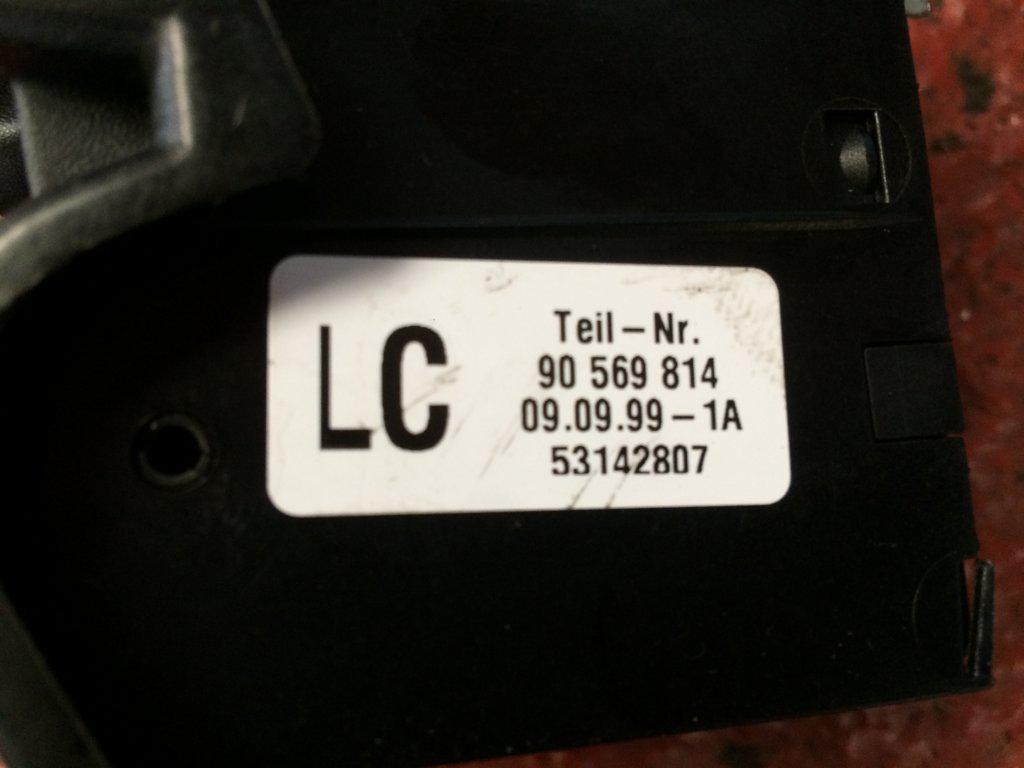 LC
Teil – Nr.
90 569 814
09.09.99 – 1A
53142807